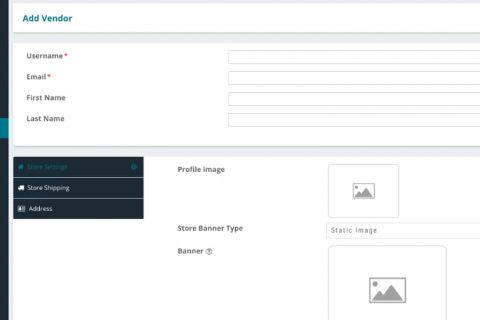 Add Vendor
Username*
Email*
First Name
Last Name
Store Settings
Store Shipping
Address
Profile Image
Store Banner Type
Static Image
Banner ?